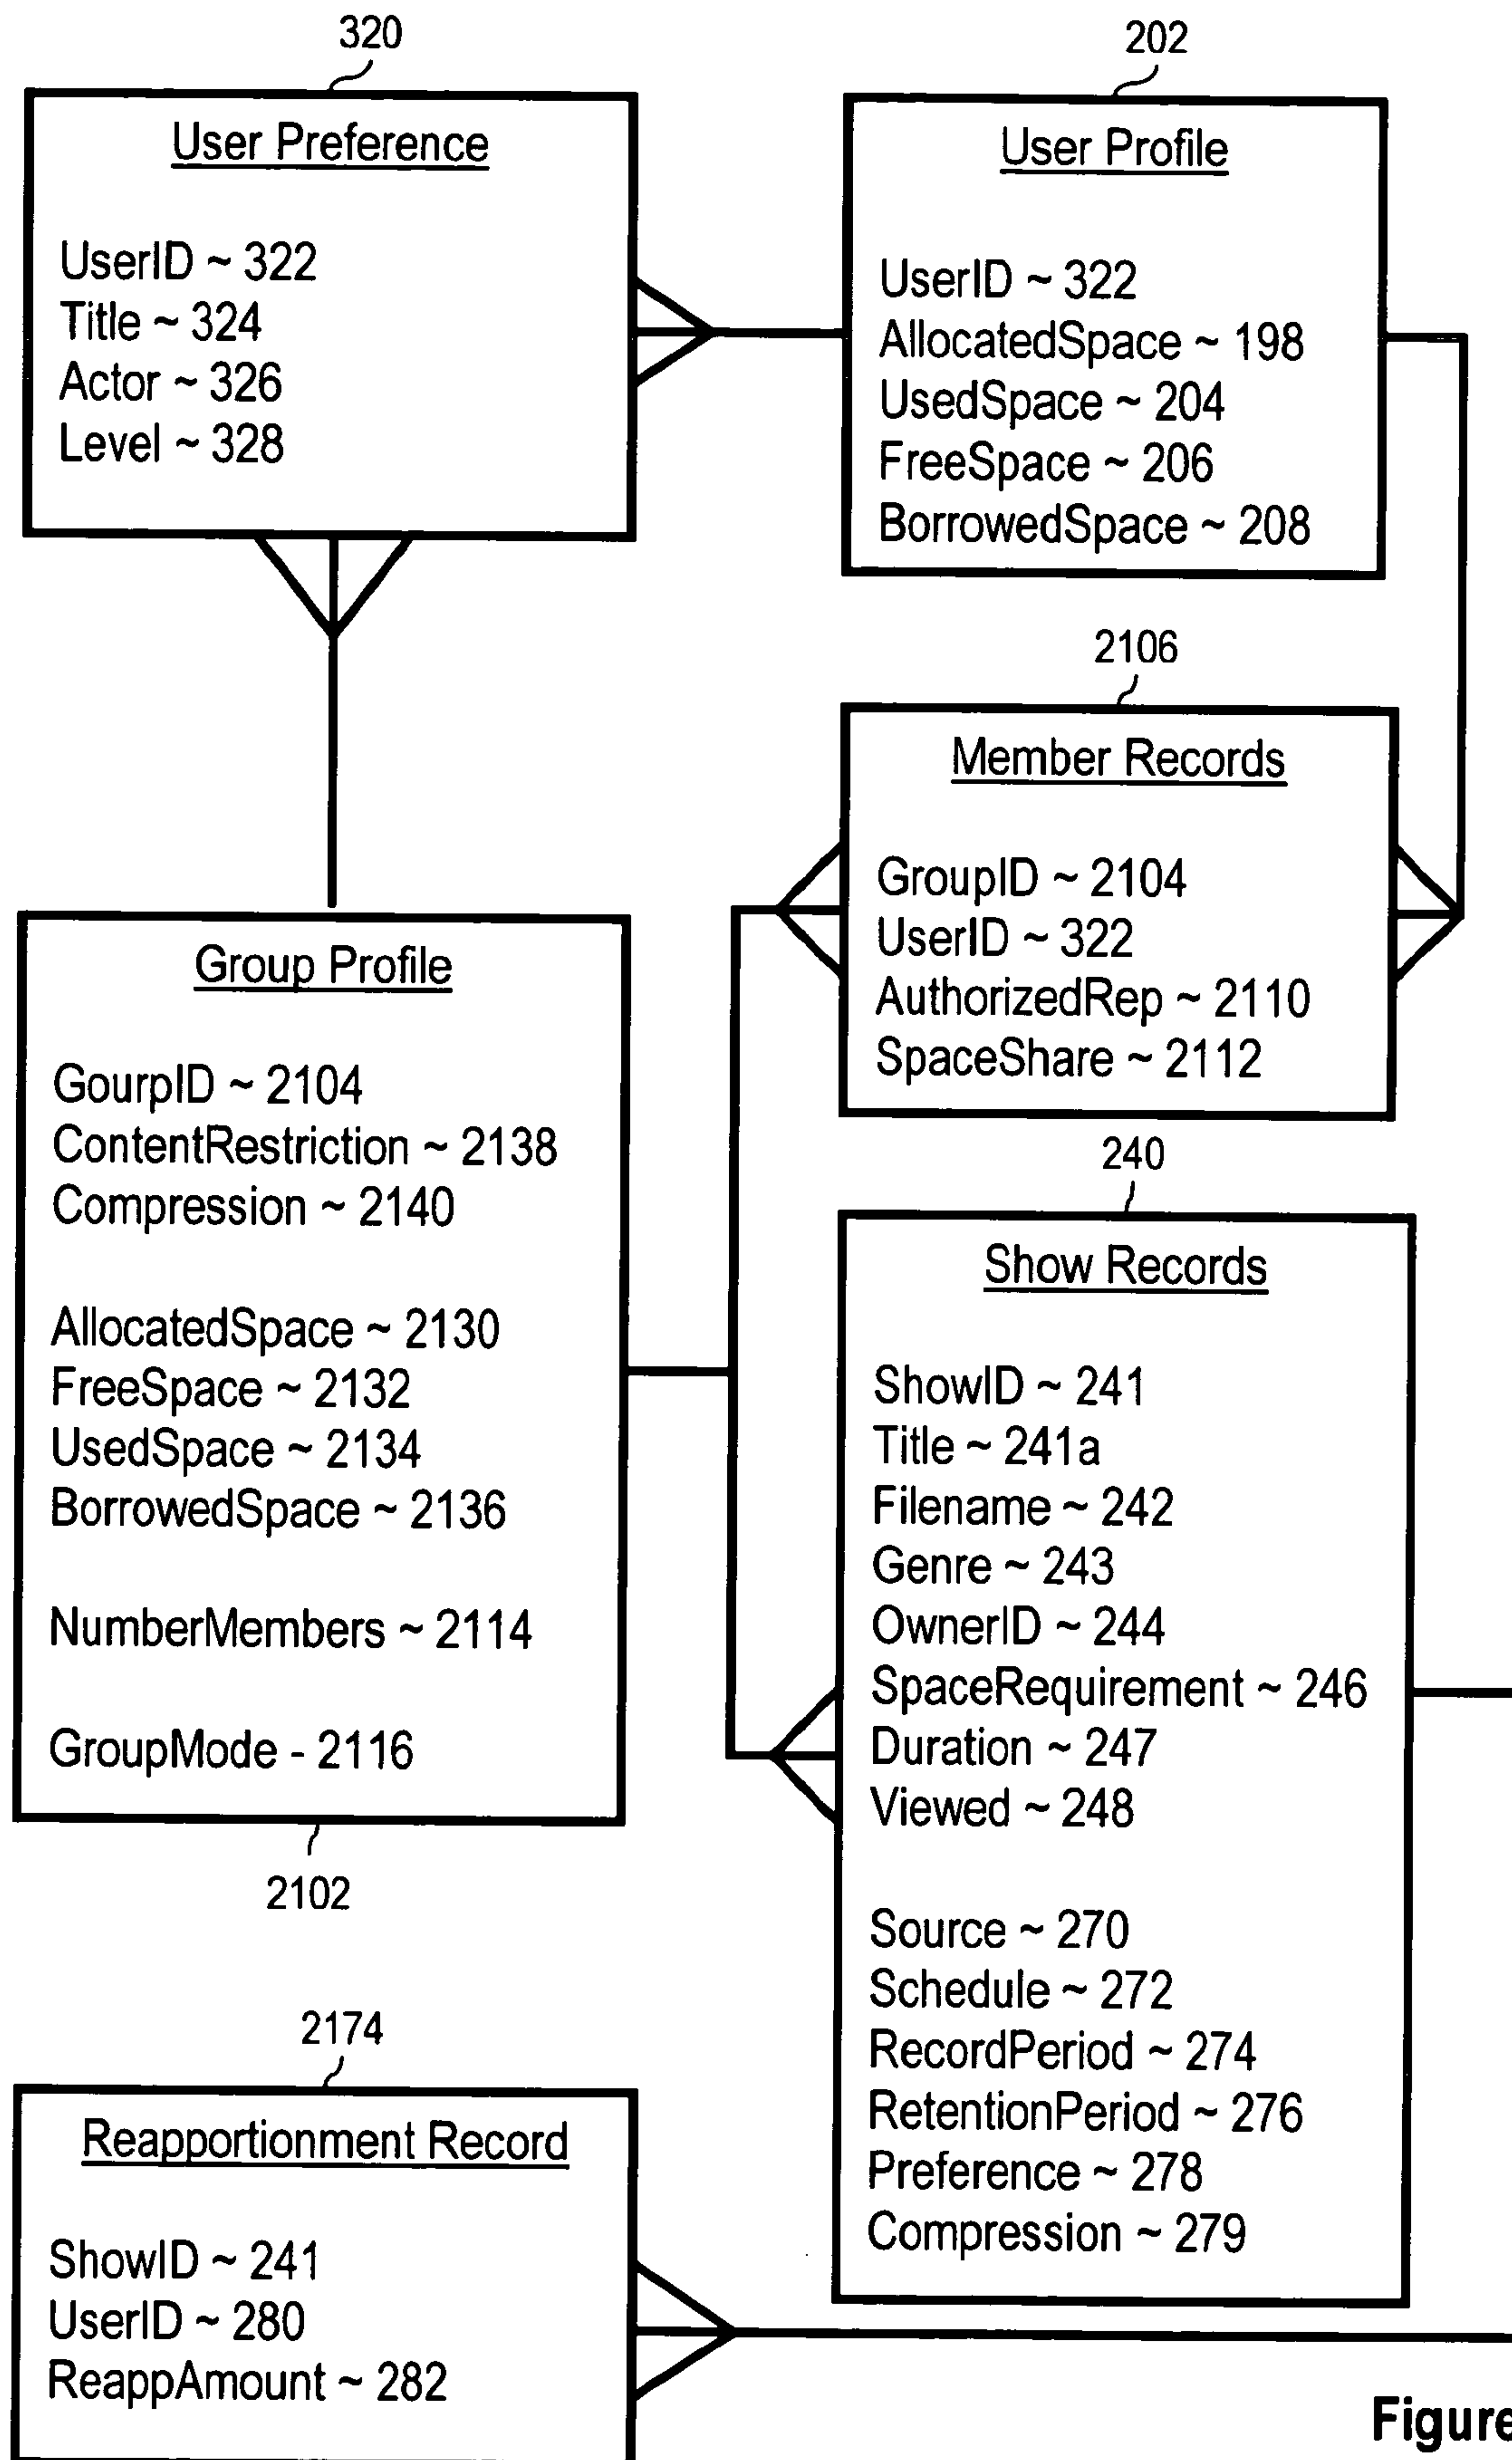 320
User Preference
UserID ~ 322
Title ~ 324
Actor ~ 326
Level ~ 328
202
User Profile
UserID ~ 322
AllocatedSpace ~ 198
UsedSpace ~ 204
FreeSpace ~ 206
BorrowedSpace ~ 208
2106
Member Records
GroupID ~ 2104
UserID ~ 322
AuthorizedRep ~ 2110
SpaceShare ~ 2112
Group Profile
GourpID ~ 2104
ContentRestriction ~ 2138
Compression ~ 2140
AllocatedSpace ~ 2130
FreeSpace ~ 2132
UsedSpace ~ 2134
BorrowedSpace ~ 2136
NumberMembers ~ 2114
GroupMode - 2116
2102
240
Show Records
ShowID ~ 241
Title ~ 241a
Filename ~ 242
Genre ~ 243
OwnerID ~ 244
SpaceRequirement ~ 246
Duration ~ 247
Viewed ~ 248
Source ~ 270
Schedule ~ 272
RecordPeriod ~ 274
RetentionPeriod ~ 276
Preference ~ 278
Compression ~ 279
2174
Reapportionment Record
ShowID ~ 241
UserID ~ 280
ReappAmount ~ 282
Figure